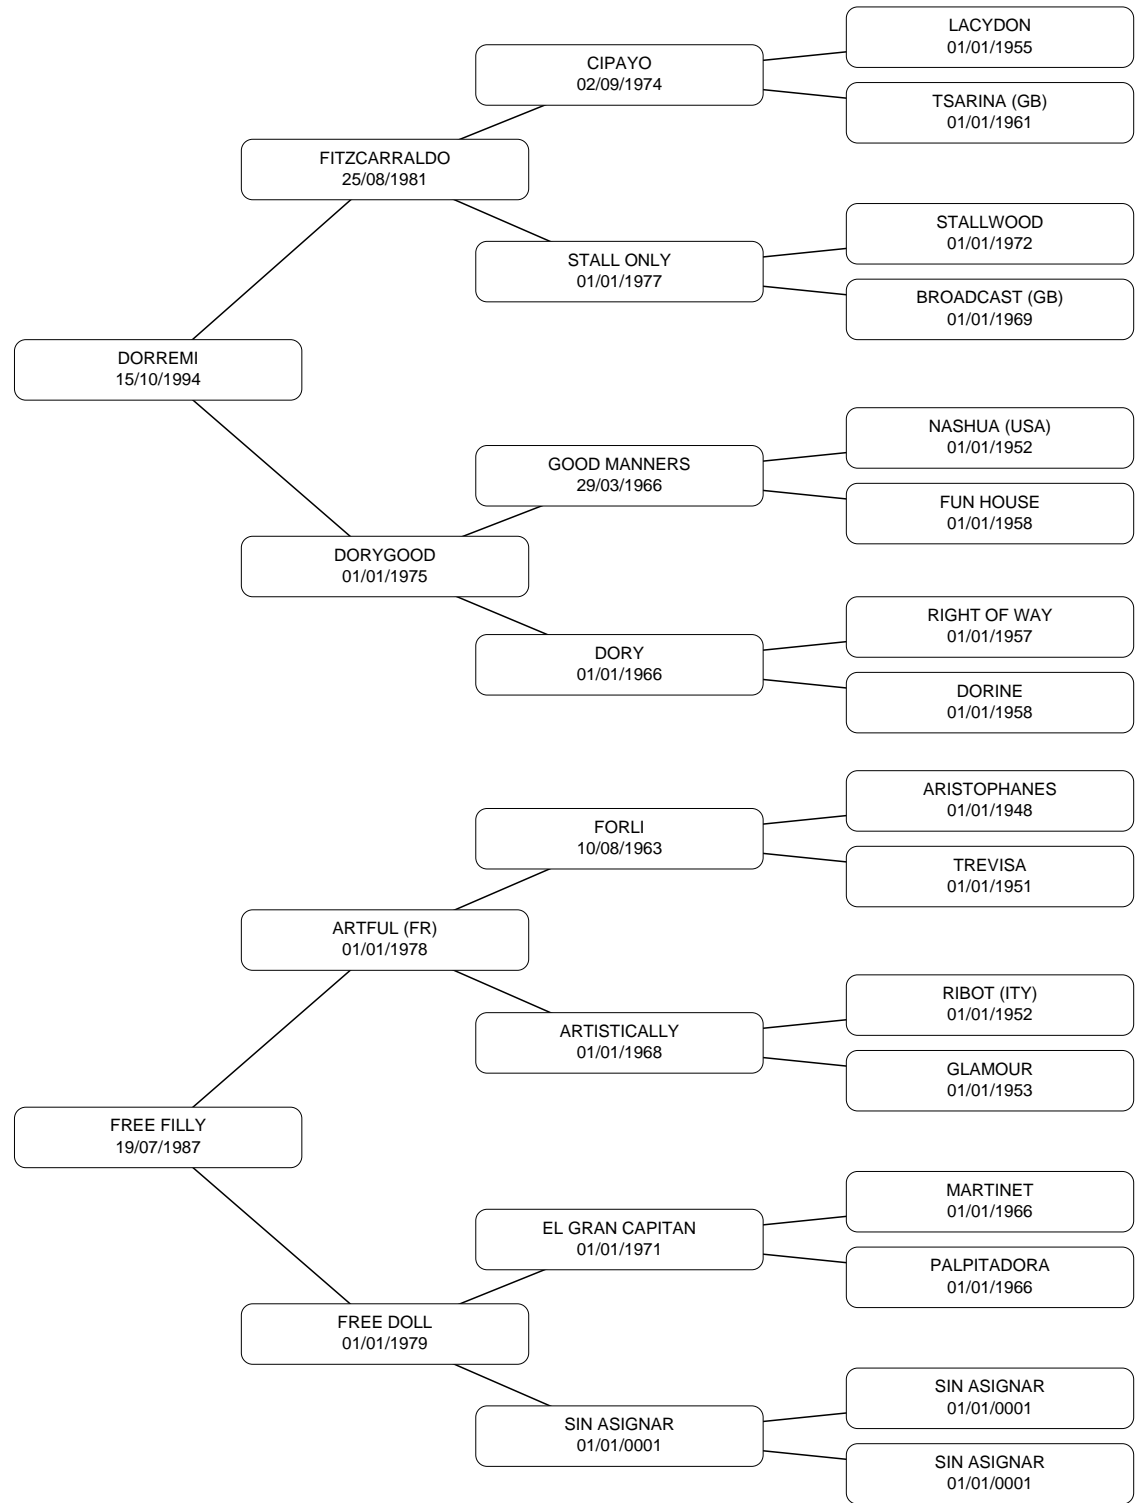 LACYDON
01/01/1955
CIPAYO
02/09/1974
TSARINA (GB)
01/01/1961
FITZCARRALDO
25/08/1981
STALLWOOD
01/01/1972
STALL ONLY
01/01/1977
BROADCAST (GB)
01/01/1969
DORREMI
15/10/1994
NASHUA (USA)
01/01/1952
GOOD MANNERS
29/03/1966
FUN HOUSE
01/01/1958
DORYGOOD
01/01/1975
RIGHT OF WAY
01/01/1957
DORY
01/01/1966
DORINE
01/01/1958
ARISTOPHANES
01/01/1948
FORLI
10/08/1963
TREVISA
01/01/1951
ARTFUL (FR)
01/01/1978
RIBOT (ITY)
01/01/1952
ARTISTICALLY
01/01/1968
GLAMOUR
01/01/1953
FREE FILLY
19/07/1987
MARTINET
01/01/1966
EL GRAN CAPITAN
01/01/1971
PALPITADORA
01/01/1966
FREE DOLL
01/01/1979
SIN ASIGNAR
01/01/0001
SIN ASIGNAR
01/01/0001
SIN ASIGNAR
01/01/0001